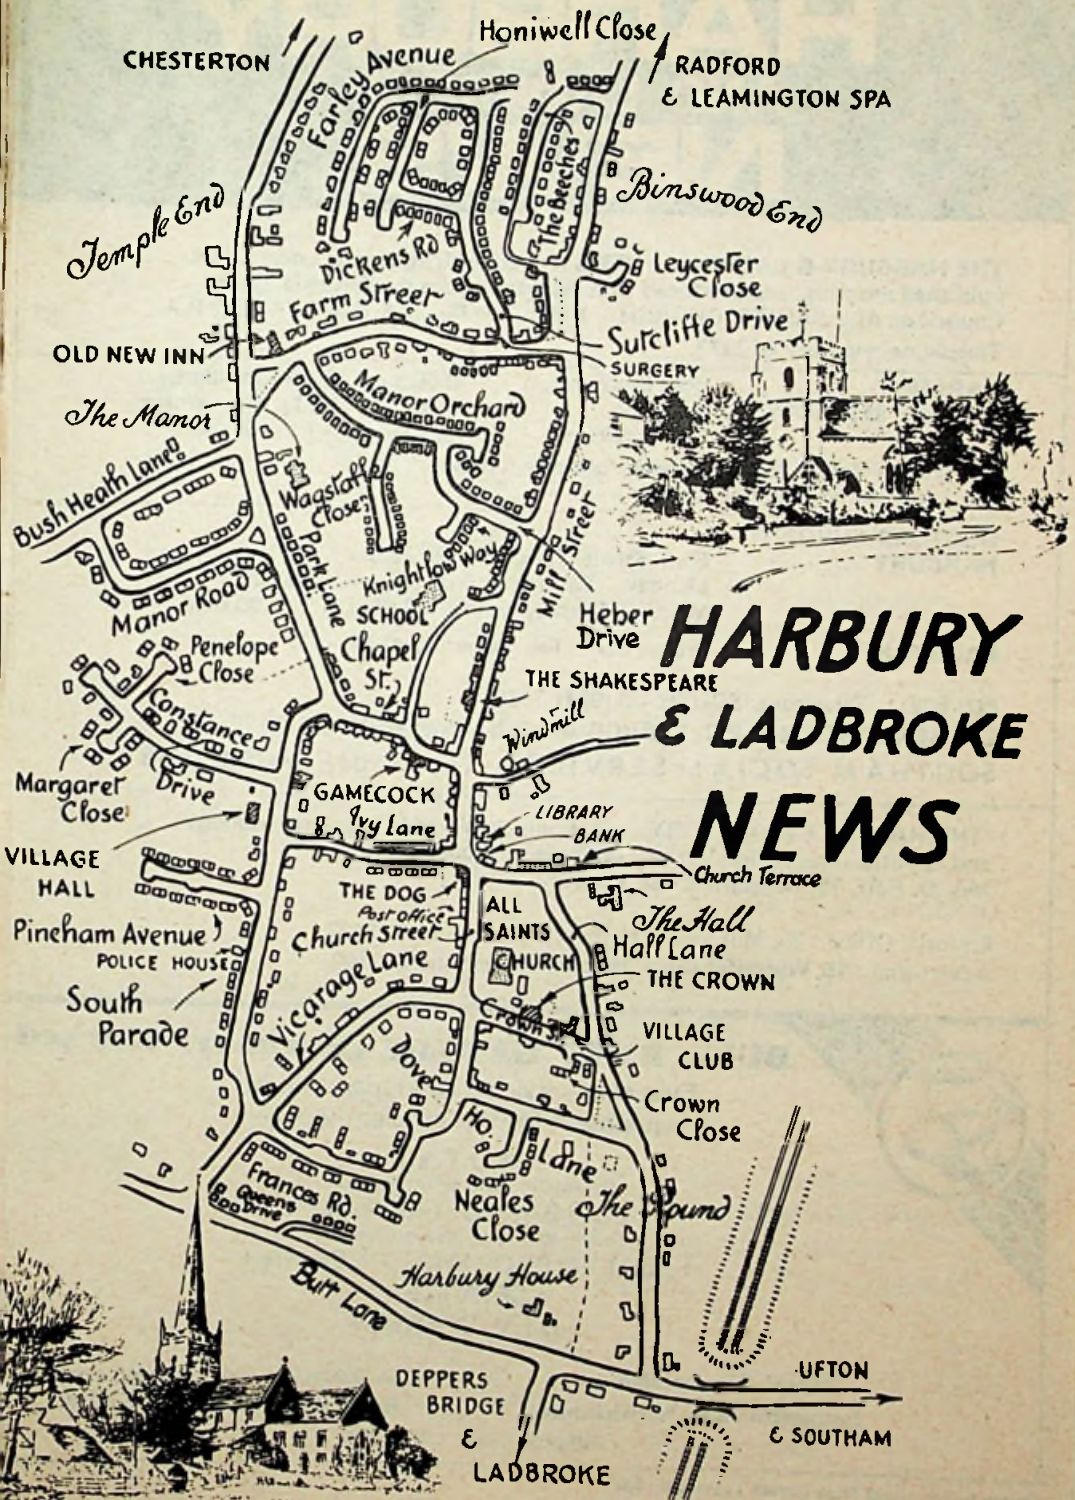 Honiwell Close
CHESTERTON
RADFORD
& LEAMINGTON SPA
Farley Avenue
The Beeches
Binswood End
Temple End
Dickens Rd
Leycester
Close
Farm Street
Sutcliffe Drive
OLD NEW INN
SURGERY
The Manor
Manor Orchard
Bush Heath Lane
Wagstaff
Close
Park Lane
Knightlow Way
Mill Street
Manor Road
SCHOOL
Heber
Drive
HARBURY
& LADBROKE
NEWS
Penelope
Close
Chapel
St.
THE SHAKESPEARE
Constance
Drive
Windmill
Margaret
Close
GAMECOCK
Ivy Lane
LIBRARY
BANK
VILLAGE
HALL
Church Terrace
THE DOG
Post office
Church Street
ALL
SAINTS
CHURCH
The Hall
Hall Lane
Pineham Avenue
POLICE HOUSE
THE CROWN
Vicarage Lane
South
Parade
Crown St.
VILLAGE
CLUB
Dove
Crown
Close
Ho.
Lane
Frances Rd.
Queens
Drive
Neales
Close
The Pound
Harbury House
Butt Lane
DEPPERS
BRIDGE
&
LADBROKE
UFTON
& SOUTHAM